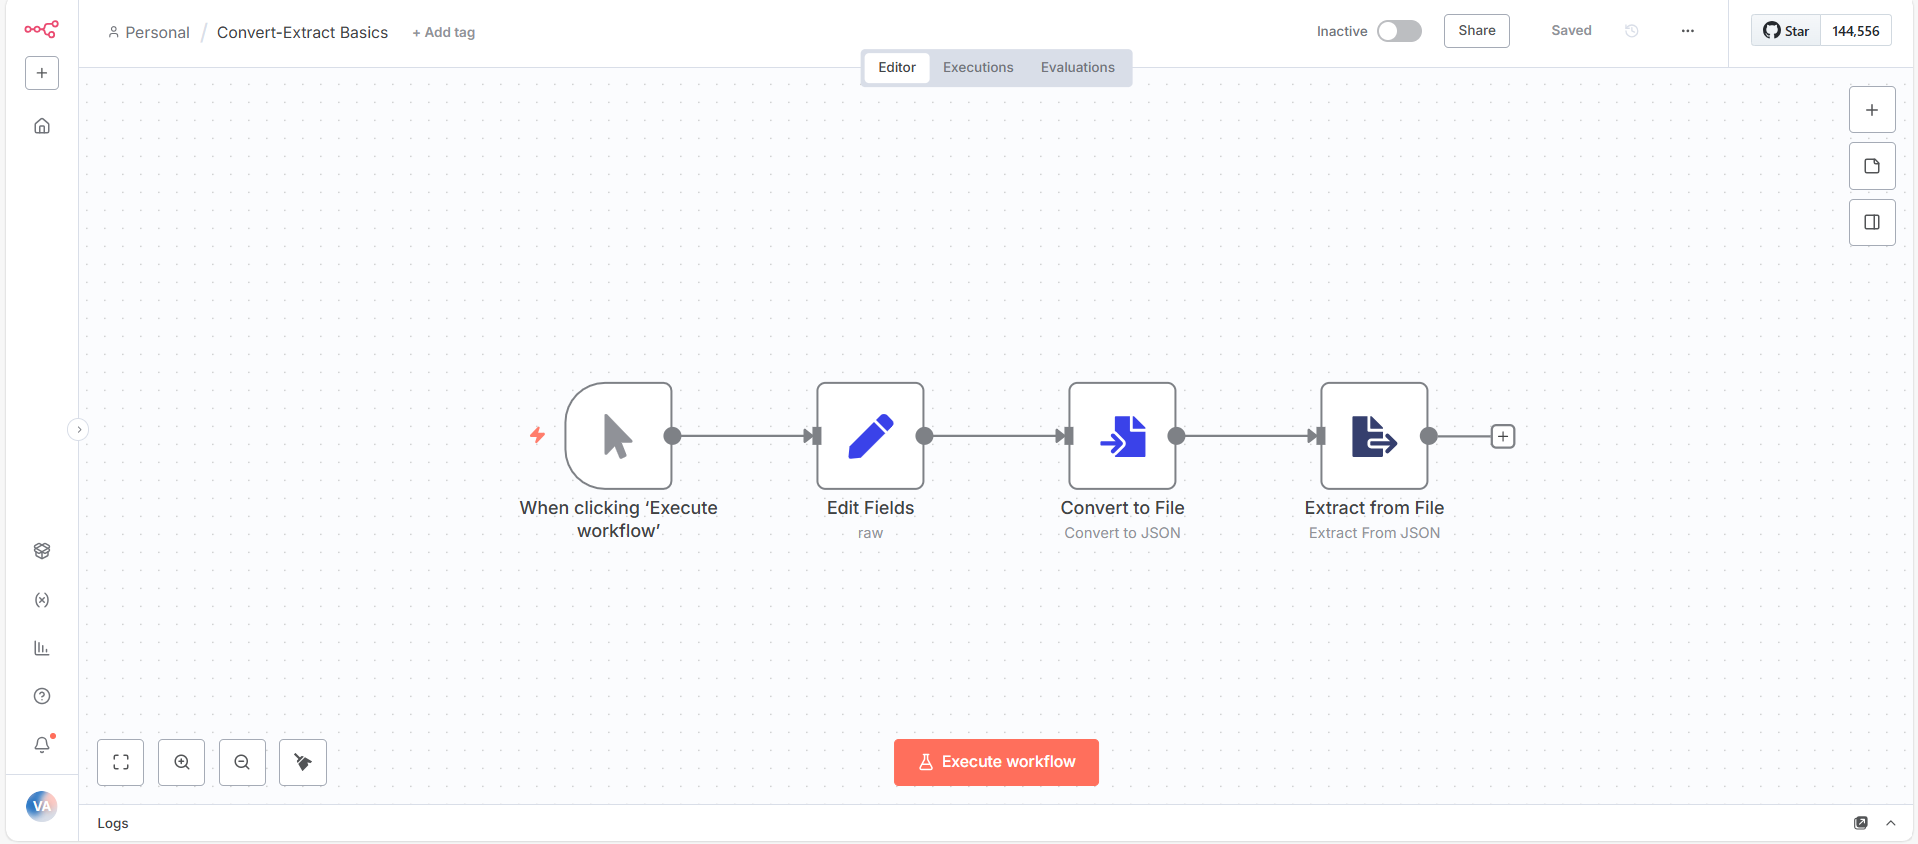 Personal / Convert-Extract Basics + Add tag
Inactive Share Saved ... Star 144,556
Editor Executions Evaluations
When clicking ‘Execute
workflow’
Edit Fields
raw
Convert to File
Convert to JSON
Extract from File
Extract From JSON
Execute workflow
VA
Logs